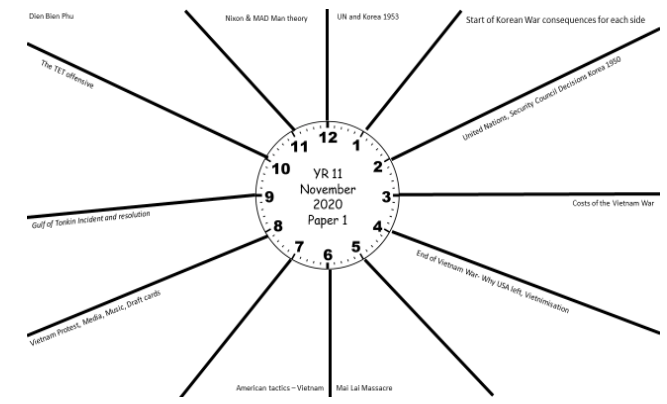 Dien Bien Phu
Nixon & MAD Man theory
UN and Korea 1953
Start of Korean War consequences for each side
The TET offensive
United Nations, Security Council Decisions Korea 1950
12
11
1
10
2
YR 11
November
2020
Paper 1
9
3
Costs of the Vietnam War
Gulf of Tonkin Incident and resolution
8
4
7
5
6
End of Vietnam War- Why USA left, Vietnimisation
Vietnam Protest, Media, Music, Draft cards
American tactics – Vietnam
Mai Lai Massacre